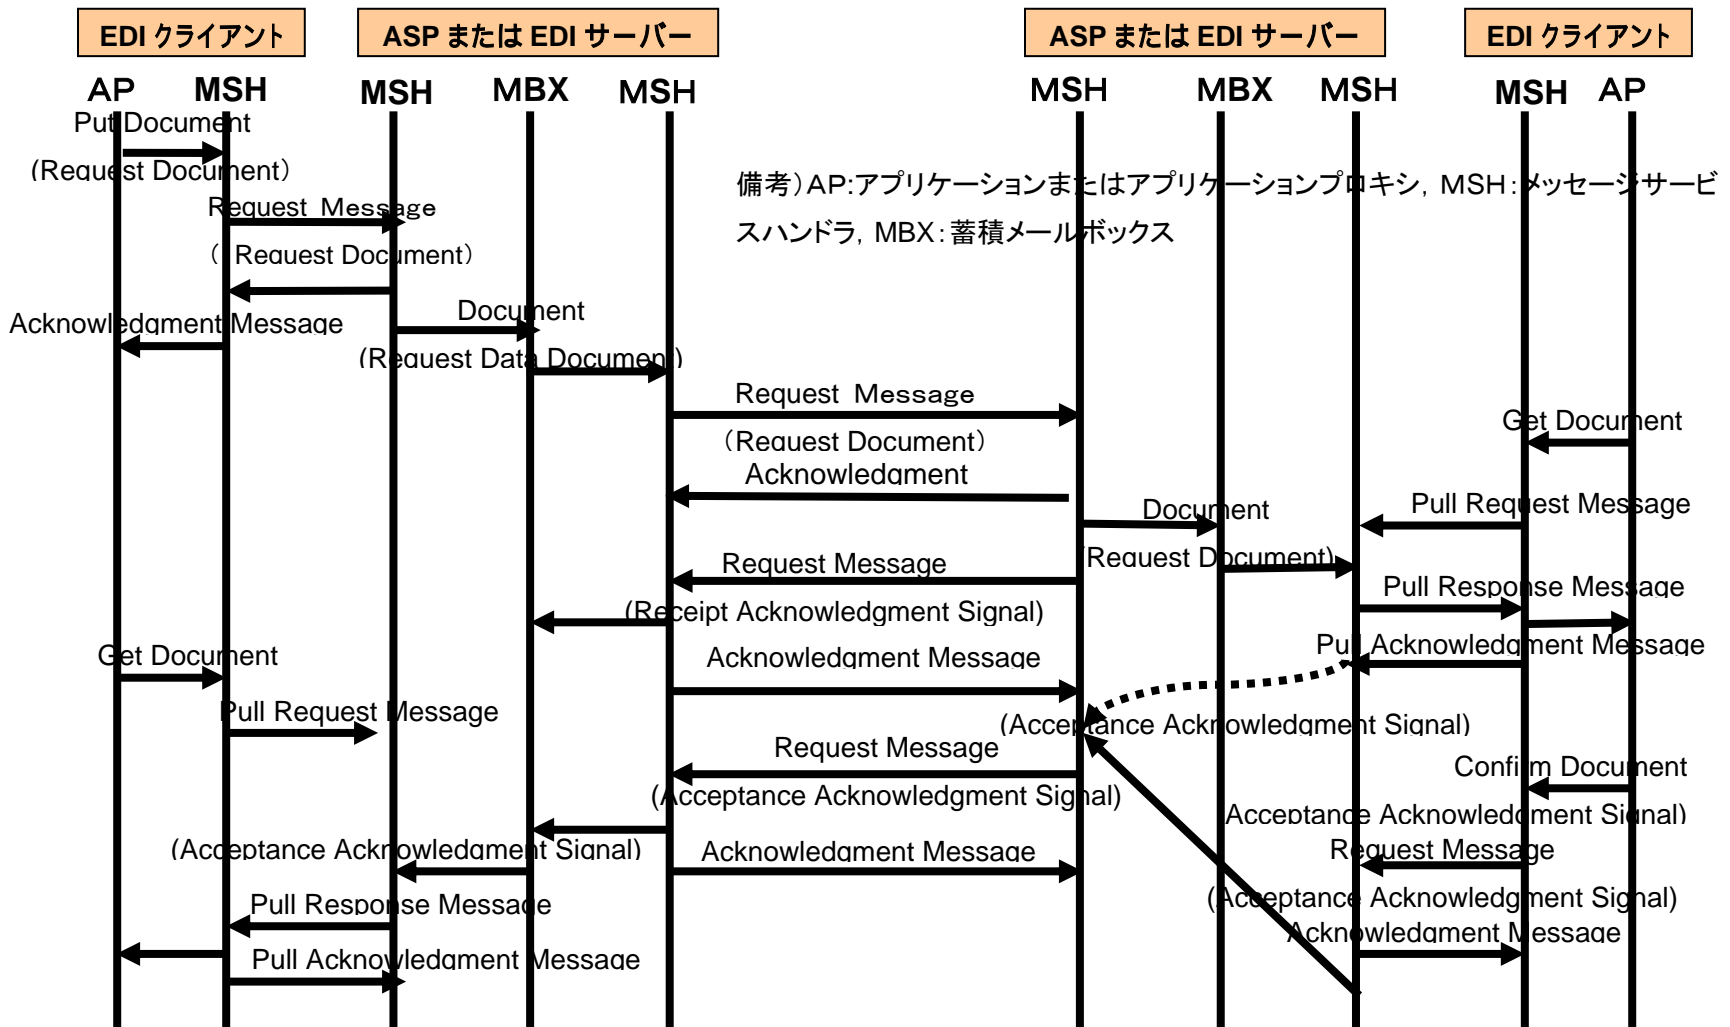 EDI クライアント
ASP または EDI サーバー
ASP または EDI サーバー
EDI クライアント
AP
MSH
MSH
MBX
MSH
MSH
MBX
MSH
MSH
AP
Put Document
(Request Document)
備考)AP:アプリケーションまたはアプリケーションプロキシ, MSH:メッセージサービ
スハンドラ, MBX:蓄積メールボックス
Request Message
( Request Document)
Document
Acknowledgment Message
(Request Data Document)
Request Message
(Request Document)
Get Document
Acknowledgment
Document
Pull Request Message
Request Message
(Request Document)
Pull Response Message
(Receipt Acknowledgment Signal)
Get Document
Acknowledgment Message
Pull Acknowledgment Message
Pull Request Message
(Acceptance Acknowledgment Signal)
Request Message
Confirm Document
(Acceptance Acknowledgment Signal)
Acceptance Acknowledgment Signal)
(Acceptance Acknowledgment Signal)
Acknowledgment Message
Request Message
Pull Response Message
(Acceptance Acknowledgment Signal)
Acknowledgment Message
Pull Acknowledgment Message